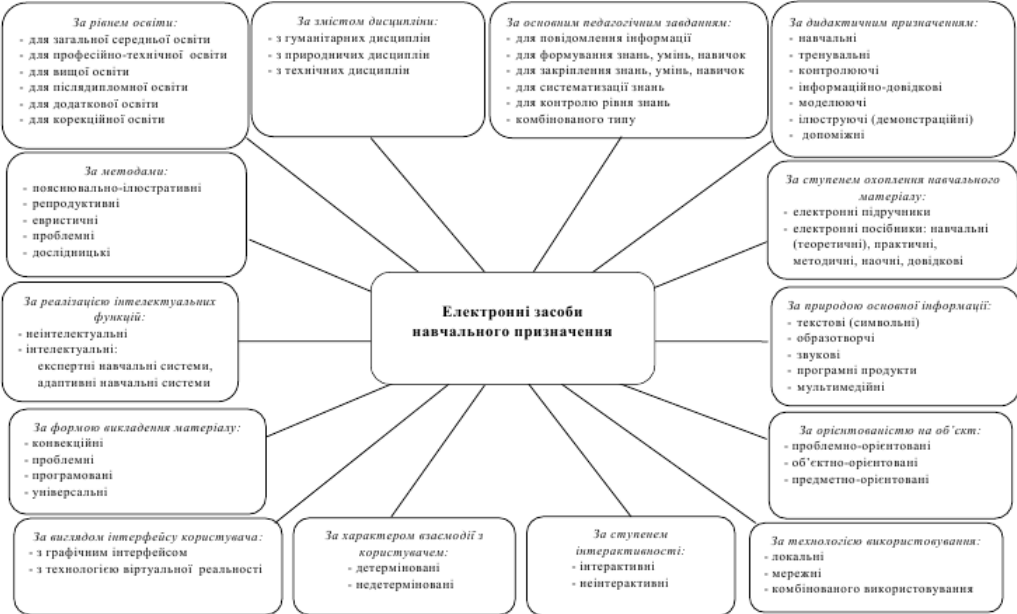 За рівнем освіти:
- для загальної середньої освіти
- для професійно-технічної освіти
- для вищої освіти
- для післядипломної освіти
- для додаткової освіти
- для корекційної освіти
За змістом дисципліни:
- з гуманітарних дисциплін
- з природничих дисциплін
- з технічних дисциплін
За основним педагогічним завданням:
- для повідомлення інформації
- для формування знань, умінь, навичок
- для закріплення знань, умінь, навичок
- для систематизації знань
- для контролю рівня знань
- комбінованого типу
За дидактичним призначенням:
- навчальні
- тренувальні
- контролюючі
- інформаційно-довідкові
- моделюючі
- ілюструючі (демонстраційні)
- допоміжні
За методами:
- пояснювально-ілюстративні
- репродуктивні
- евристичні
- проблемні
- дослідницькі
За ступенем охоплення навчального
матеріалу:
- електронні підручники
- електронні посібники: навчальні
(теоретичні), практичні,
методичні, наочні, довідкові
Електронні засоби
навчального призначення
За реалізацією інтелектуальних
функцій:
- неінтелектуальні
- інтелектуальні:
експертні навчальні системи,
адаптивні навчальні системи
За природою основної інформації:
- текстові (символьні)
- образотворчі
- звукові
- програмні продукти
- мультимедійні
За формою викладення матеріалу:
- конвекційні
- проблемні
- програмовані
- універсальні
За орієнтованістю на об'єкт:
- проблемно-орієнтовані
- об'єктно-орієнтовані
- предметно-орієнтовані
За виглядом інтерфейсу користувача:
- з графічним інтерфейсом
- з технологією віртуальної реальності
За характером взаємодії з
користувачем:
- детерміновані
- недетерміновані
За ступенем
інтерактивності:
- інтерактивні
- неінтерактивні
За технологією використовування:
- локальні
- мережні
- комбінованого використовування